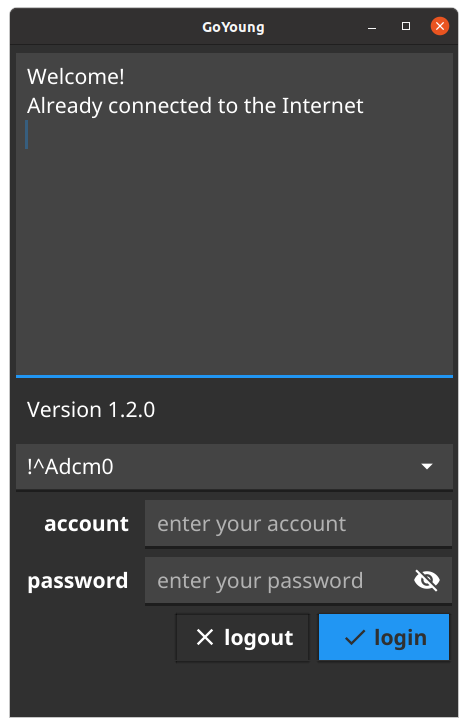 GoYoung
Welcome!
Already connected to the Internet
Version 1.2.0
!^Adcm0
account
enter your account
password
enter your password
logout
login